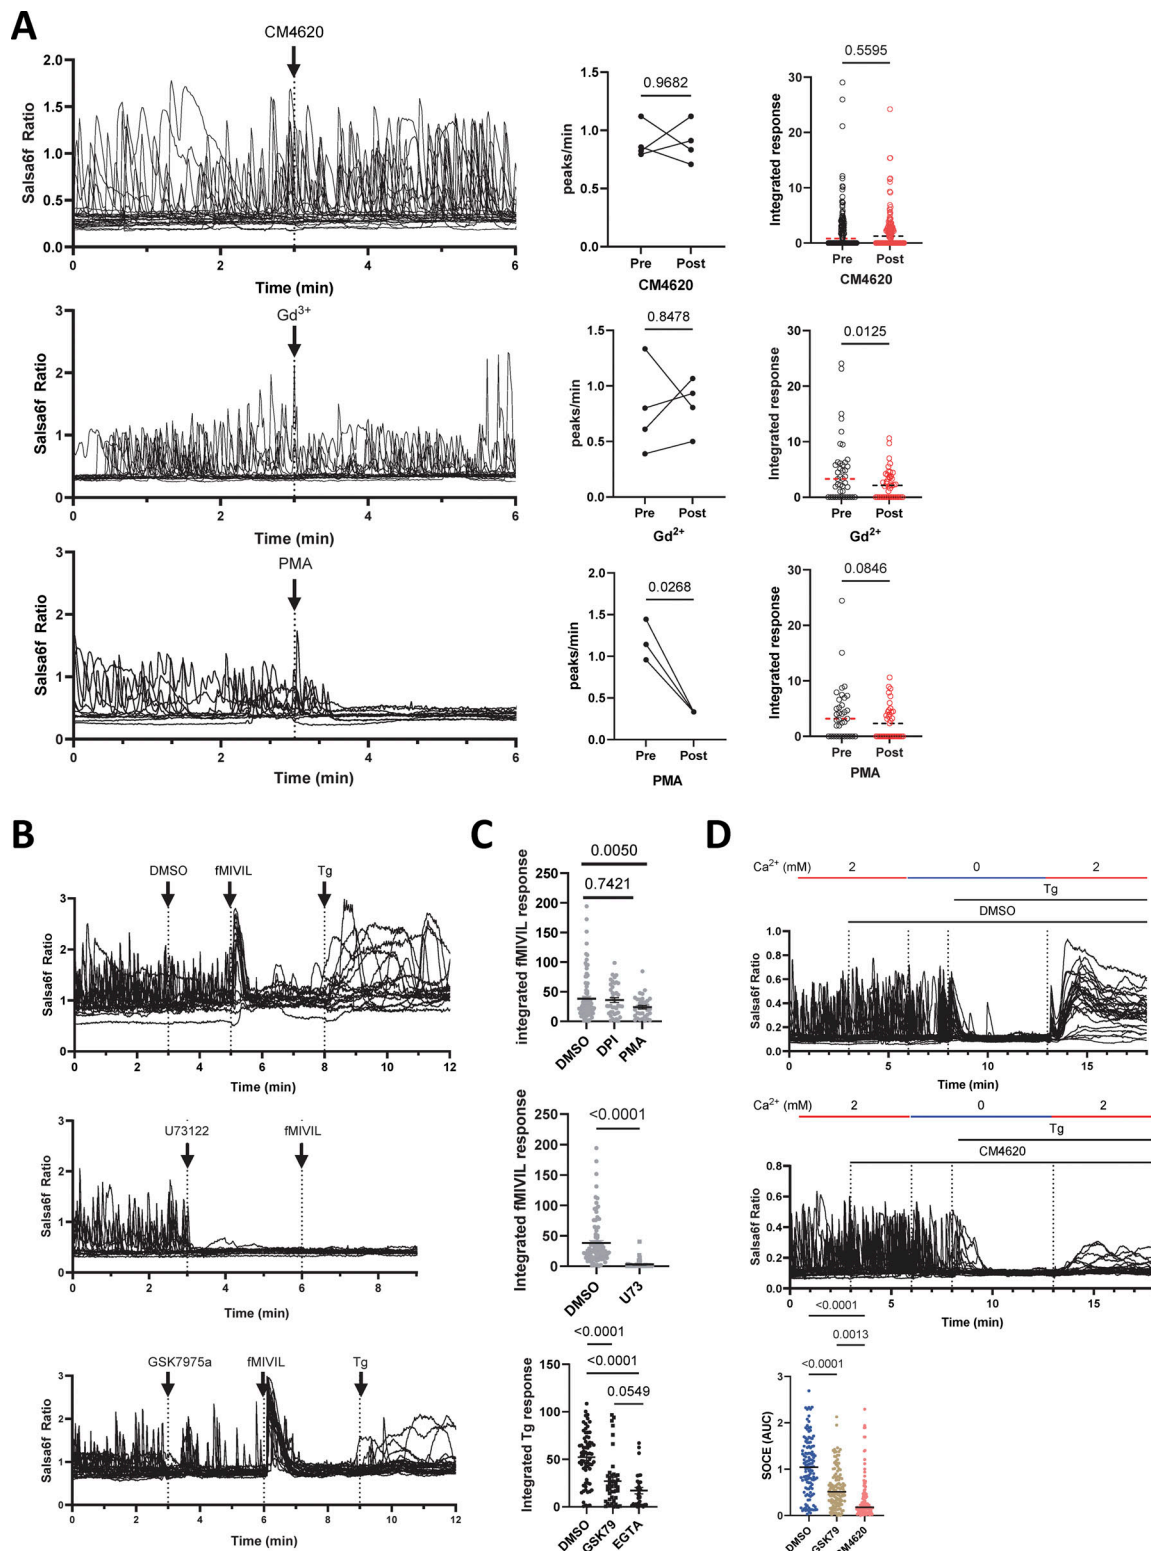 A
CM4620
Salsa6f Ratio
2.0
1.5
1.0
0.5
0.0
0
2
4
6
Time (min)
peaks/min
1.5
1.0
0.5
0.0
0.9682
Pre
Post
CM4620
Integrated response
30
20
10
0
0.5595
Pre
Post
CM4620
Gd³⁺
Salsa6f Ratio
3
2
1
0
0
2
4
6
Time (min)
peaks/min
1.5
1.0
0.5
0.0
0.8478
Pre
Post
Gd²⁺
Integrated response
30
20
10
0
0.0125
Pre
Post
Gd²⁺
PMA
Salsa6f Ratio
3
2
1
0
0
2
4
6
Time (min)
peaks/min
2.0
1.5
1.0
0.5
0.0
0.0268
Pre
Post
PMA
Integrated response
30
20
10
0
0.0846
Pre
Post
PMA
B
DMSO
fMIVIL
Tg
Salsa6f Ratio
3
2
1
0
0
2
4
6
8
10
12
Time (min)
U73122
fMIVIL
Salsa6f Ratio
3
2
1
0
0
2
4
6
8
Time (min)
GSK7975a
fMIVIL
Tg
Salsa6f Ratio
3
2
1
0
0
2
4
6
8
10
12
Time (min)
C
0.0050
0.7421
integrated fMIVIL response
250
200
150
100
50
0
DMSO
DPI
PMA
<0.0001
Integrated fMIVIL response
250
200
150
100
50
0
DMSO
U73
<0.0001
<0.0001
0.0549
Integrated Tg response
150
100
50
0
DMSO
GSK79
EGTA
D
Ca²⁺ (mM)
2
0
2
Tg
DMSO
Salsa6f Ratio
1.0
0.8
0.6
0.4
0.2
0.0
0
5
10
15
Time (min)
Ca²⁺ (mM)
2
0
2
Tg
CM4620
Salsa6f Ratio
0.8
0.6
0.4
0.2
0.0
0
5
10
15
Time (min)
<0.0001
0.0013
<0.0001
SOCE (AUC)
3
2
1
0
DMSO
GSK79
CM4620